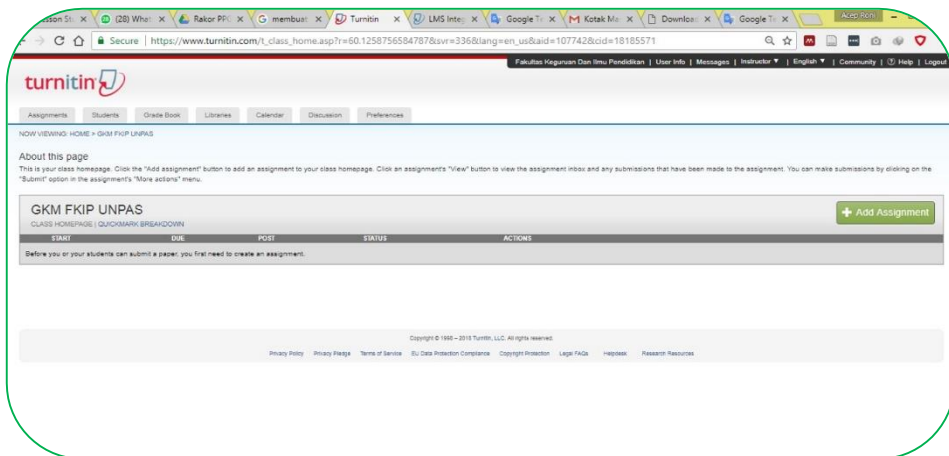 sson St (28) What Rakor PPC membuat Turnitin LMS Integ Google Tr Kotak Ma Downloac Google Tr Acep Roni
Secure | https://www.turnitin.com/t_class_home.asp?r=60.1258756584787&svr=336&lang=en_us&aid=107742&cid=18185571
Fakultas Keguruan Dan Ilmu Pendidikan | User Info | Messages | Instructor ▼ | English ▼ | Community | Help | Logout
turnitin
Assignments Students Grade Book Libraries Calendar Discussion Preferences
NOW VIEWING: HOME > GKM FKIP UNPAS
About this page
This is your class homepage. Click the "Add assignment" button to add an assignment to your class homepage. Click an assignment's "View" button to view the assignment inbox and any submissions that have been made to the assignment. You can make submissions by clicking on the
"Submit" option in the assignment's "More actions" menu.
GKM FKIP UNPAS
+ Add Assignment
CLASS HOMEPAGE | QUICKMARK BREAKDOWN
START DUE POST STATUS ACTIONS
Before you or your students can submit a paper, you first need to create an assignment.
Copyright © 1998 – 2018 Turnitin, LLC. All rights reserved.
Privacy Policy Privacy Pledge Terms of Service EU Data Protection Compliance Copyright Protection Legal FAQs Helpdesk Research Resources